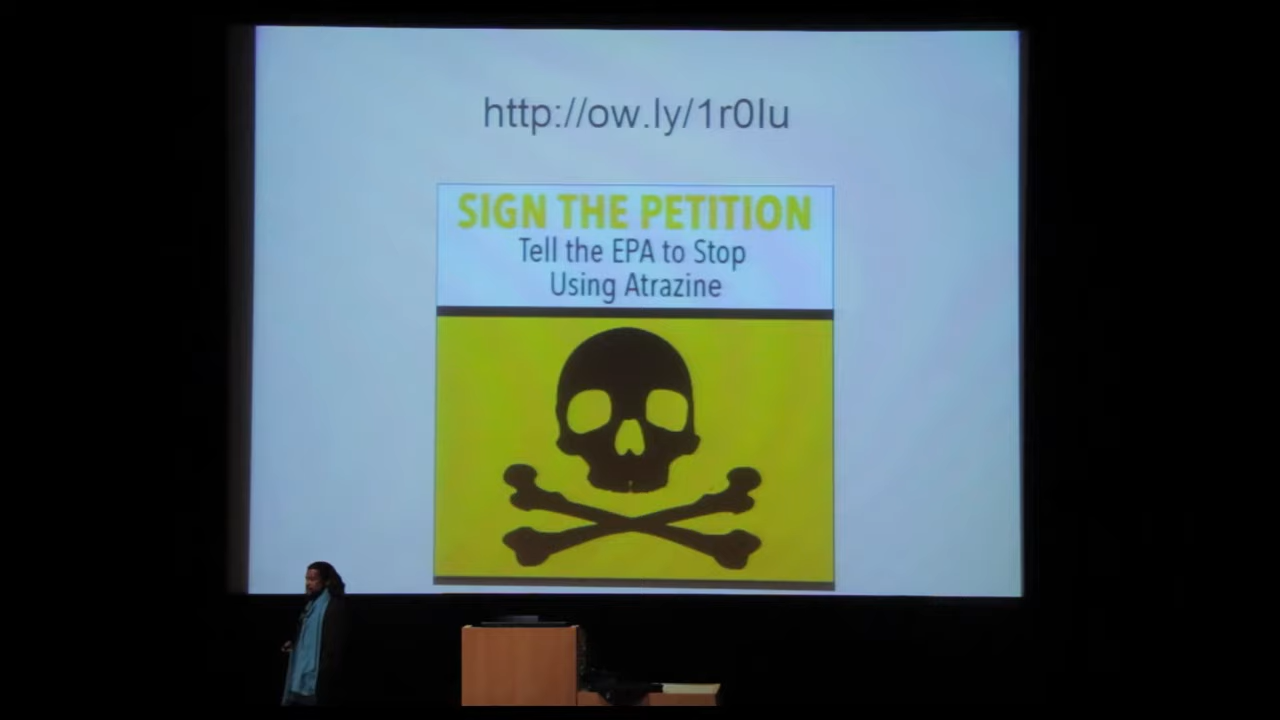 http://ow.ly/1r0Iu
SIGN THE PETITION
Tell the EPA to Stop
Using Atrazine